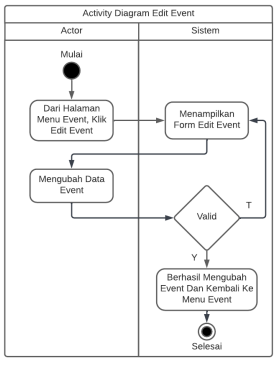 Activity Diagram Edit Event
Actor
Sistem
Mulai
Dari Halaman
Menu Event, Klik
Edit Event
Menampilkan
Form Edit Event
Mengubah Data
Event
Valid
T
Y
Berhasil Mengubah
Event Dan Kembali Ke
Menu Event
Selesai